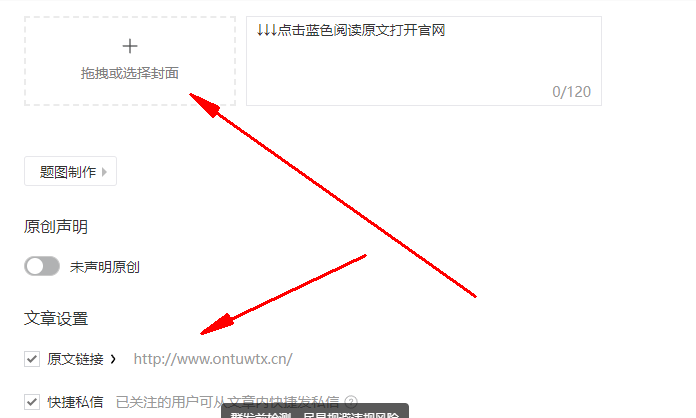 ↓↓↓点击蓝色阅读原文打开官网
拖拽或选择封面
0/120
题图制作
原创声明
未声明原创
文章设置
原文链接 http://www.ontuwtx.cn/
快捷私信 已关注的用户可从文章内快捷发私信